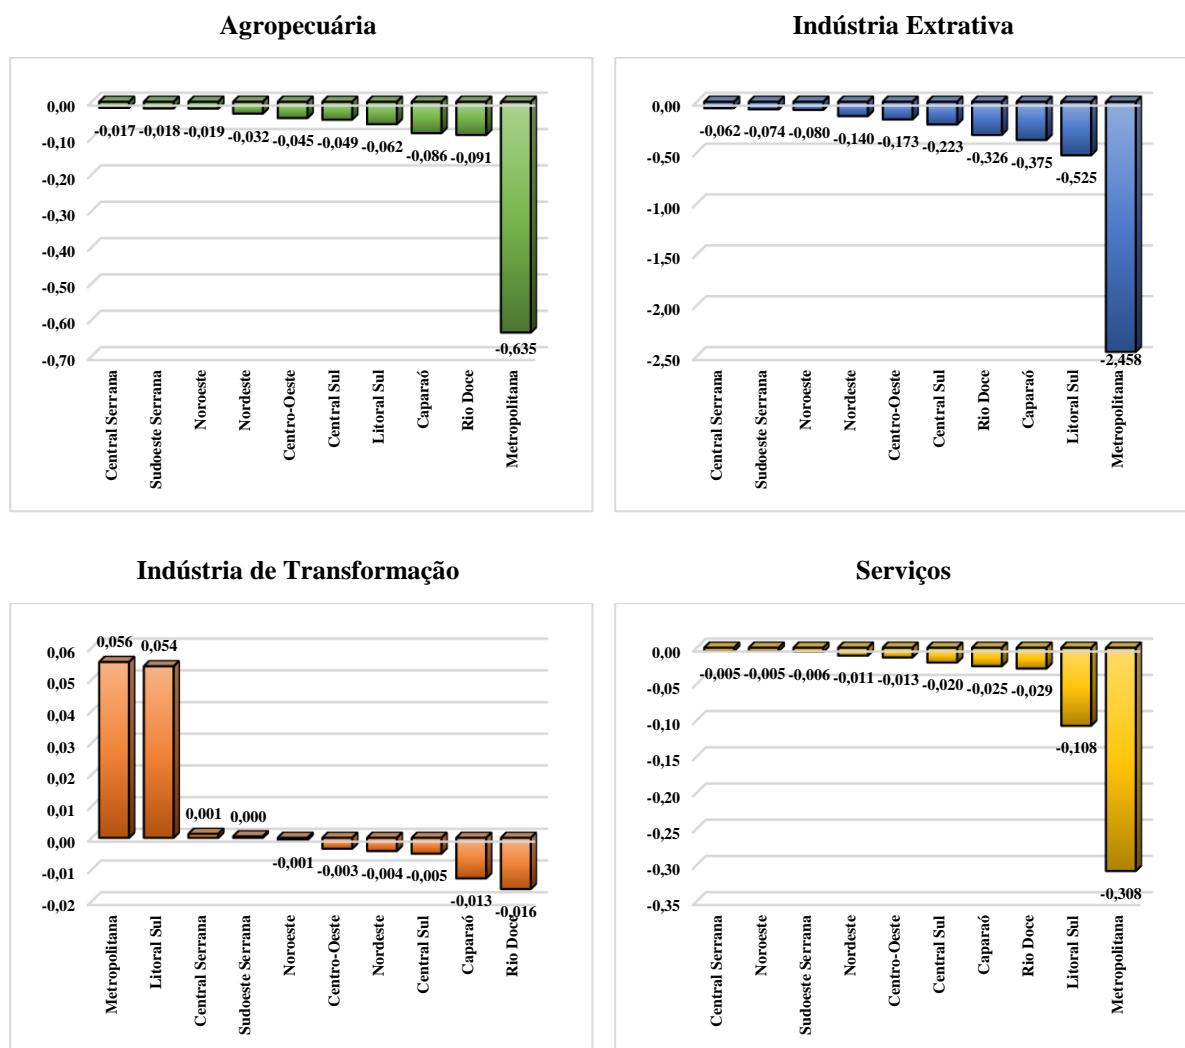 Agropecuária
0,00
-0,10
-0,20
-0,30
-0,40
-0,50
-0,60
-0,70
-0,017
-0,018
-0,019
-0,032
-0,045
-0,049
-0,062
-0,086
-0,091
-0,635
Central Serrana
Sudoeste Serrana
Noroeste
Nordeste
Centro-Oeste
Central Sul
Litoral Sul
Caparaó
Rio Doce
Metropolitana
Indústria Extrativa
0,00
-0,50
-1,00
-1,50
-2,00
-2,50
-0,062
-0,074
-0,080
-0,140
-0,173
-0,223
-0,326
-0,375
-0,525
-2,458
Central Serrana
Sudoeste Serrana
Noroeste
Nordeste
Centro-Oeste
Central Sul
Rio Doce
Caparaó
Litoral Sul
Metropolitana
Indústria de Transformação
0,06
0,05
0,04
0,03
0,02
0,01
0,00
-0,01
-0,02
0,056
0,054
0,001
0,000
-0,001
-0,003
-0,004
-0,005
-0,013
-0,016
Metropolitana
Litoral Sul
Central Serrana
Sudoeste Serrana
Noroeste
Centro-Oeste
Nordeste
Central Sul
Caparaó
Rio Doce
Serviços
0,00
-0,05
-0,10
-0,15
-0,20
-0,25
-0,30
-0,35
-0,005
-0,005
-0,006
-0,011
-0,013
-0,020
-0,025
-0,029
-0,108
-0,308
Central Serrana
Noroeste
Sudoeste Serrana
Nordeste
Centro-Oeste
Central Sul
Caparaó
Rio Doce
Litoral Sul
Metropolitana